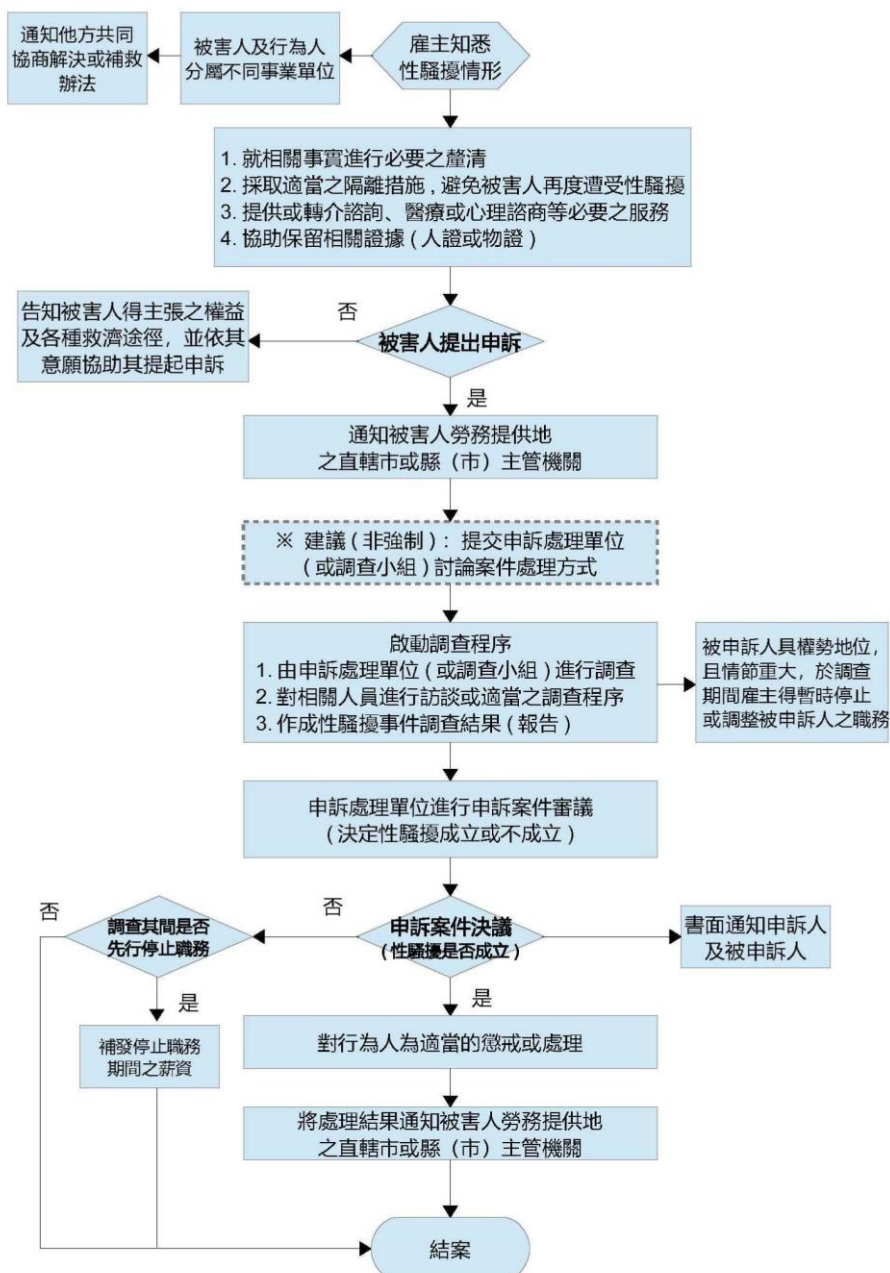 通知他方共同
協商解決或補救
辦法
被害人及行為人
分屬不同事業單位
雇主知悉
性騷擾情形
1. 就相關事實進行必要之釐清
2. 採取適當之隔離措施，避免被害人再度遭受性騷擾
3. 提供或轉介諮詢、醫療或心理諮商等必要之服務
4. 協助保留相關證據（人證或物證）
告知被害人得主張之權益
及各種救濟途徑，並依其
意願協助其提起申訴
否
被害人提出申訴
是
通知被害人勞務提供地
之直轄市或縣（市）主管機關
※ 建議（非強制）：提交申訴處理單位
（或調查小組）討論案件處理方式
啟動調查程序
1. 由申訴處理單位（或調查小組）進行調查
2. 對相關人員進行訪談或適當之調查程序
3. 作成性騷擾事件調查結果（報告）
被申訴人具權勢地位，
且情節重大，於調查
期間雇主得暫時停止
或調整被申訴人之職務
申訴處理單位進行申訴案件審議
（決定性騷擾成立或不成立）
否
調查其間是否
先行停止職務
否
申訴案件決議
（性騷擾是否成立）
書面通知申訴人
及被申訴人
是
是
補發停止職務
期間之薪資
對行為人為適當的懲戒或處理
將處理結果通知被害人勞務提供地
之直轄市或縣（市）主管機關
結案